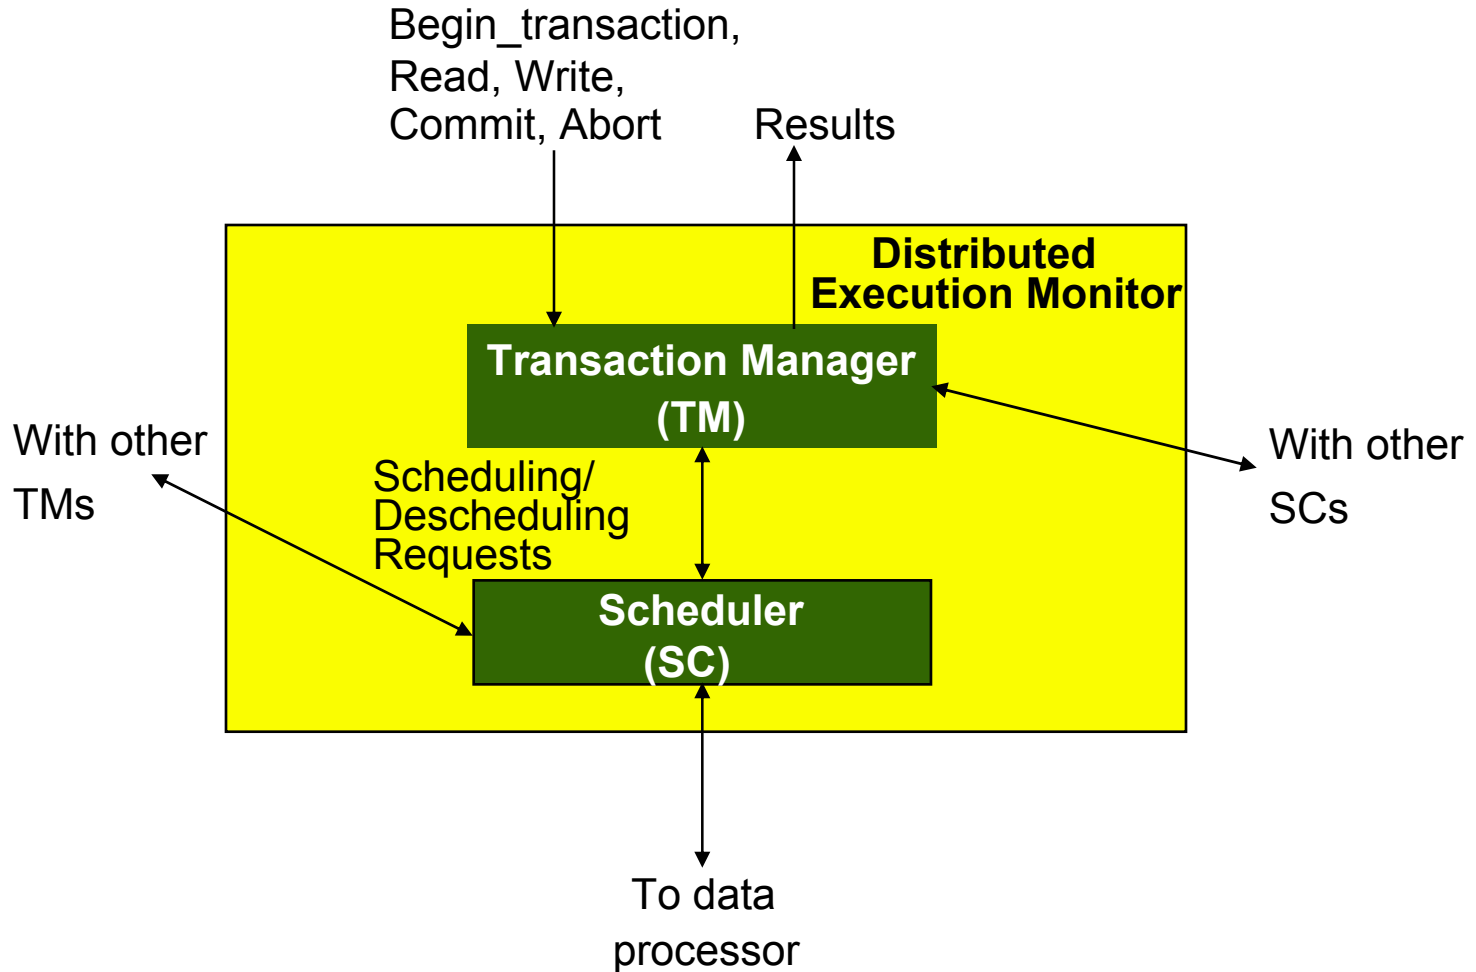 Begin_transaction,
Read, Write,
Commit, Abort
Results
Distributed
Execution Monitor
Transaction Manager
(TM)
With other
TMs
With other
SCs
Scheduling/
Descheduling
Requests
Scheduler
(SC)
To data
processor